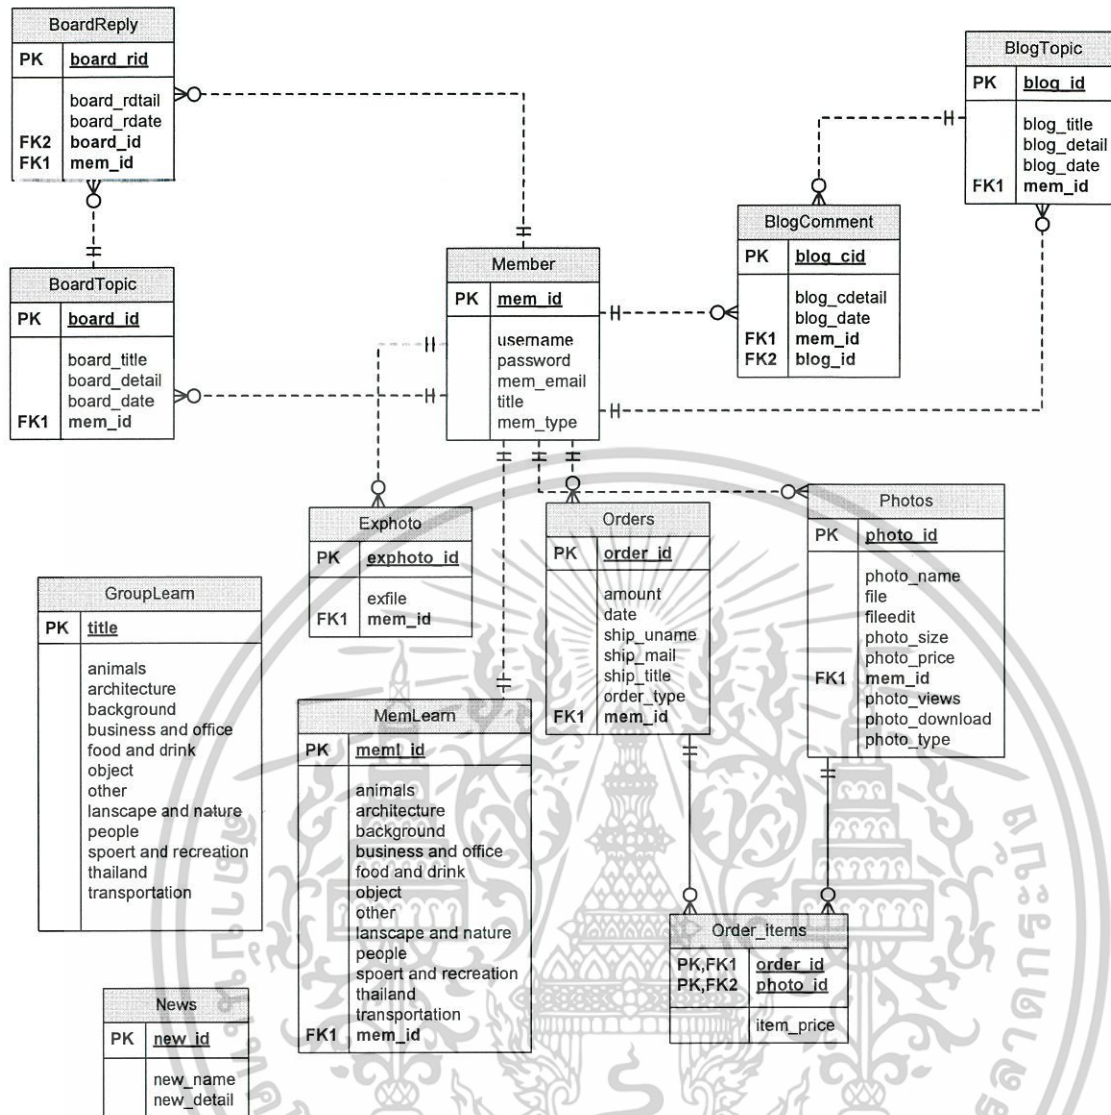 BoardReply
PK board_rid
board_rdtail
board_rdate
FK2 board_id
FK1 mem_id
BlogTopic
PK blog_id
blog_title
blog_detail
blog_date
FK1 mem_id
BlogComment
PK blog_cid
blog_cdetail
blog_date
FK1 mem_id
FK2 blog_id
Member
PK mem_id
username
password
mem_email
title
mem_type
BoardTopic
PK board_id
board_title
board_detail
board_date
FK1 mem_id
Exphoto
PK exphoto_id
exfile
FK1 mem_id
Orders
PK order_id
amount
date
ship_uname
ship_mail
ship_title
order_type
FK1 mem_id
Photos
PK photo_id
photo_name
file
fileedit
photo_size
photo_price
FK1 mem_id
photo_views
photo_download
photo_type
GroupLearn
PK title
animals
architecture
background
business and office
food and drink
object
other
lanscape and nature
people
spoert and recreation
thailand
transportation
MemLearn
PK meml_id
animals
architecture
background
business and office
food and drink
object
other
lanscape and nature
people
spoert and recreation
thailand
transportation
FK1 mem_id
Order_items
PK,FK1 order_id
PK,FK2 photo_id
item_price
News
PK new_id
new_name
new_detail